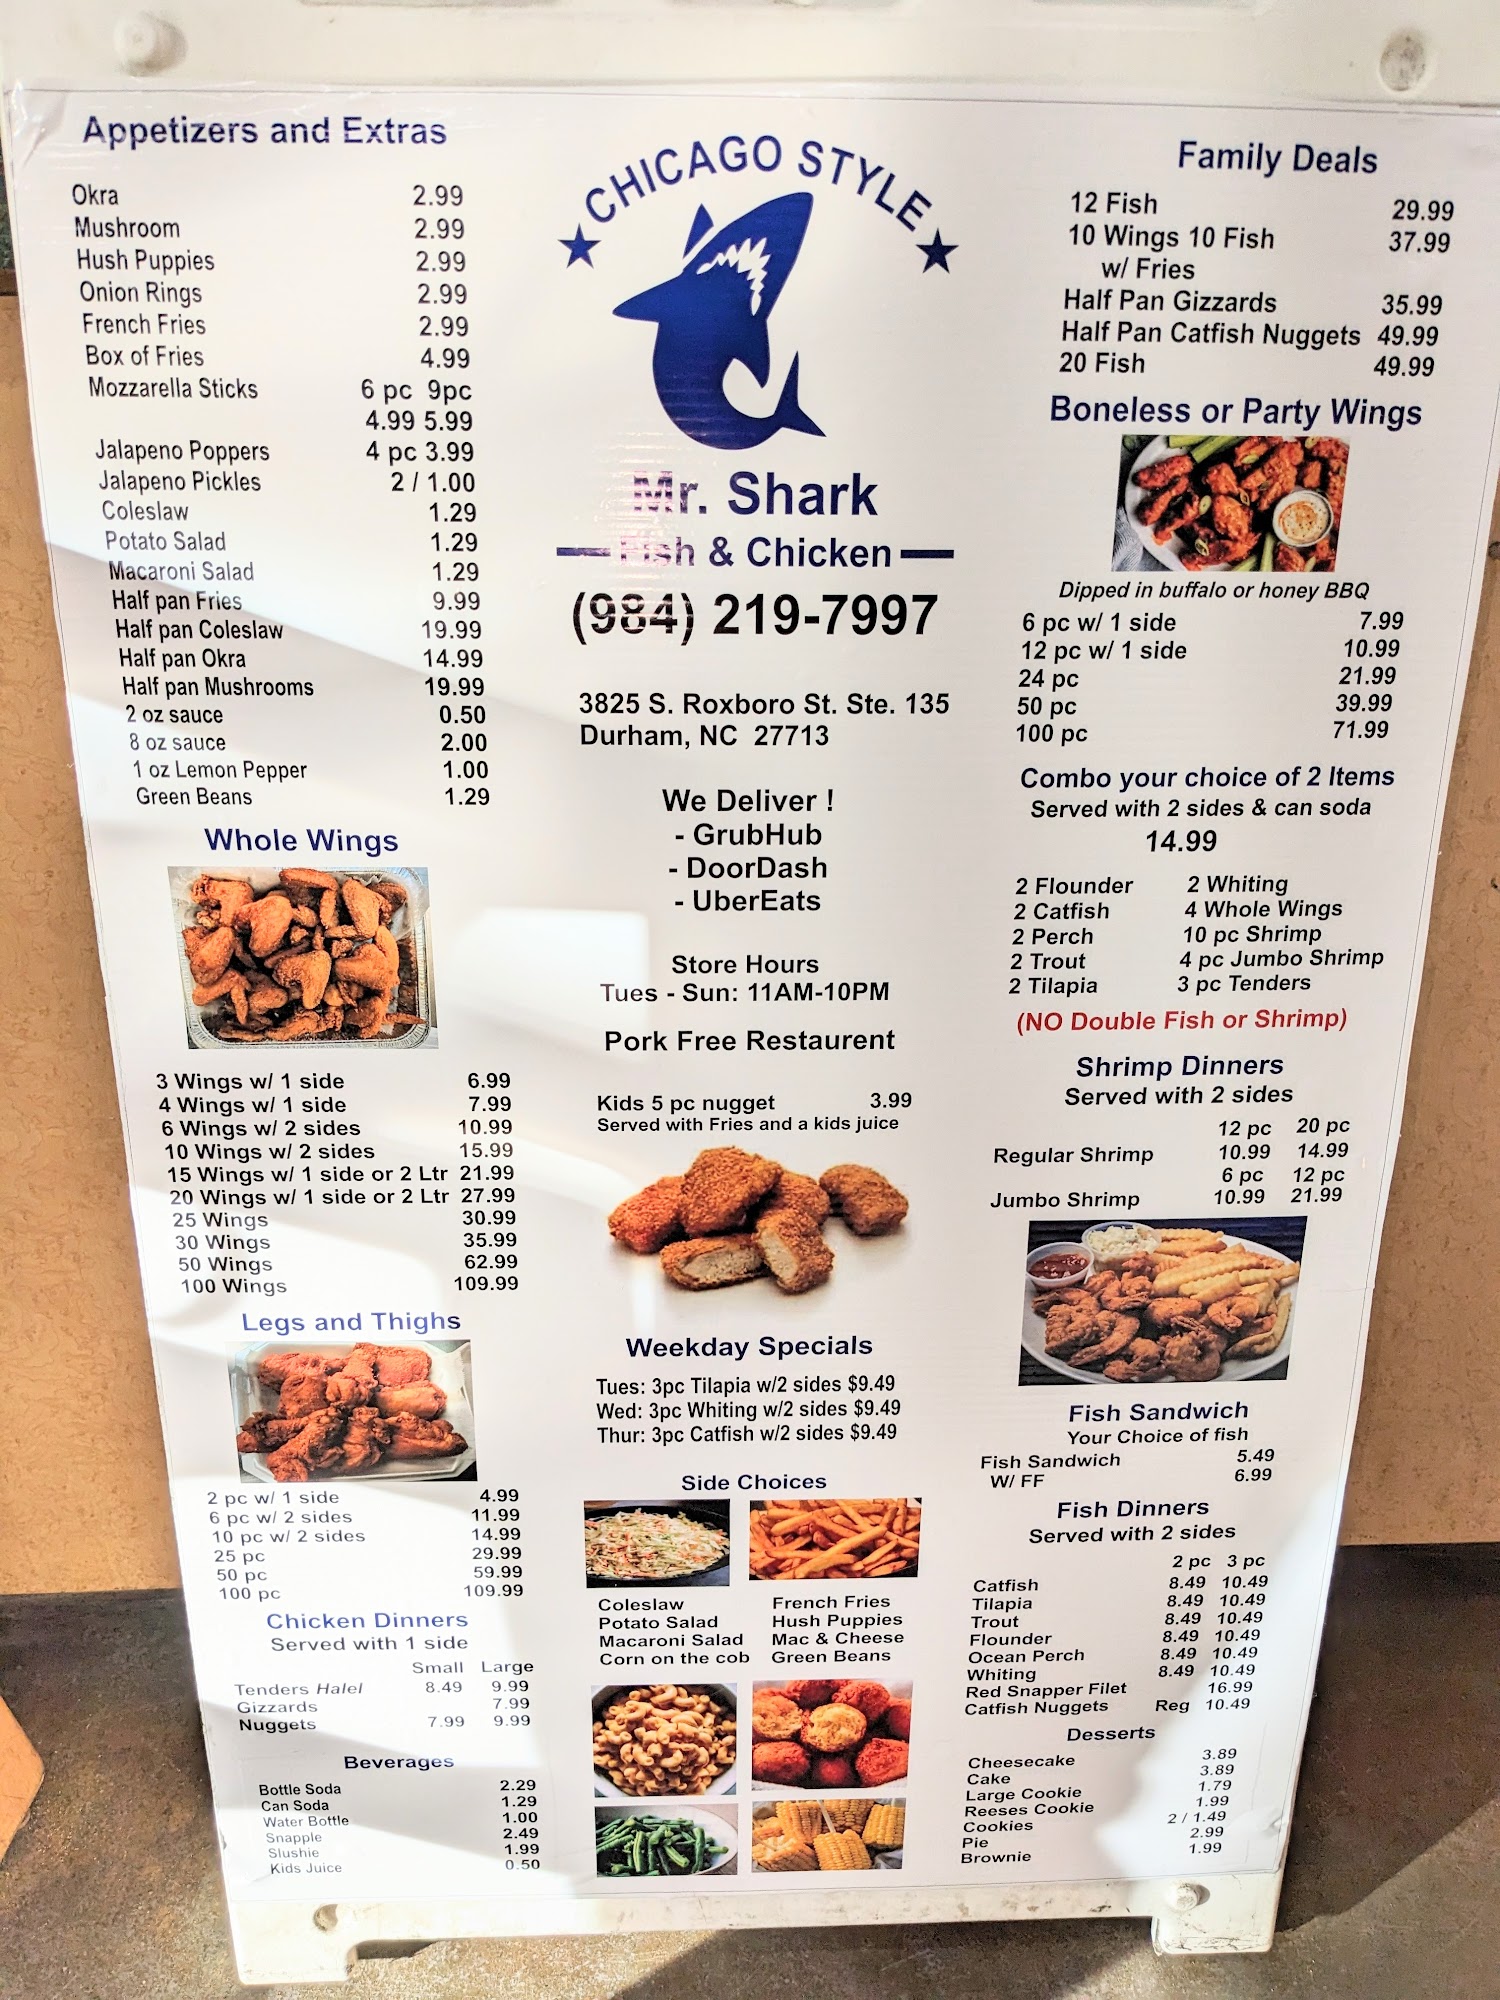 Appetizers and Extras
Okra 2.99
Mushroom 2.99
Hush Puppies 2.99
Onion Rings 2.99
French Fries 2.99
Box of Fries 4.99
Mozzarella Sticks 6 pc 9pc
4.99 5.99
Jalapeno Poppers 4 pc 3.99
Jalapeno Pickles 2 / 1.00
Coleslaw 1.29
Potato Salad 1.29
Macaroni Salad 1.29
Half pan Fries 9.99
Half pan Coleslaw 19.99
Half pan Okra 14.99
Half pan Mushrooms 19.99
2 oz sauce 0.50
8 oz sauce 2.00
1 oz Lemon Pepper 1.00
Green Beans 1.29
Whole Wings
3 Wings w/ 1 side 6.99
4 Wings w/ 1 side 7.99
6 Wings w/ 2 sides 10.99
10 Wings w/ 2 sides 15.99
15 Wings w/ 1 side or 2 Ltr 21.99
20 Wings w/ 1 side or 2 Ltr 27.99
25 Wings 30.99
30 Wings 35.99
50 Wings 62.99
100 Wings 109.99
Legs and Thighs
2 pc w/ 1 side 4.99
6 pc w/ 2 sides 11.99
10 pc w/ 2 sides 14.99
25 pc 29.99
50 pc 59.99
100 pc 109.99
Chicken Dinners
Served with 1 side
Small Large
Tenders Halel 8.49 9.99
Gizzards 7.99
Nuggets 7.99 9.99
Beverages
Bottle Soda 2.29
Can Soda 1.29
Water Bottle 1.00
Snapple 2.49
Slushie 1.99
Kids Juice 0.50
CHICAGO STYLE
Mr. Shark
Fish & Chicken
(984) 219-7997
3825 S. Roxboro St. Ste. 135
Durham, NC 27713
We Deliver !
- GrubHub
- DoorDash
- UberEats
Store Hours
Tues - Sun: 11AM-10PM
Pork Free Restaurent
Kids 5 pc nugget 3.99
Served with Fries and a kids juice
Weekday Specials
Tues: 3pc Tilapia w/2 sides $9.49
Wed: 3pc Whiting w/2 sides $9.49
Thur: 3pc Catfish w/2 sides $9.49
Side Choices
Coleslaw French Fries
Potato Salad Hush Puppies
Macaroni Salad Mac & Cheese
Corn on the cob Green Beans
Family Deals
12 Fish 29.99
10 Wings 10 Fish 37.99
w/ Fries
Half Pan Gizzards 35.99
Half Pan Catfish Nuggets 49.99
20 Fish 49.99
Boneless or Party Wings
Dipped in buffalo or honey BBQ
6 pc w/ 1 side 7.99
12 pc w/ 1 side 10.99
24 pc 21.99
50 pc 39.99
100 pc 71.99
Combo your choice of 2 Items
Served with 2 sides & can soda
14.99
2 Flounder 2 Whiting
2 Catfish 4 Whole Wings
2 Perch 10 pc Shrimp
2 Trout 4 pc Jumbo Shrimp
2 Tilapia 3 pc Tenders
(NO Double Fish or Shrimp)
Shrimp Dinners
Served with 2 sides
12 pc 20 pc
Regular Shrimp 10.99 14.99
6 pc 12 pc
Jumbo Shrimp 10.99 21.99
Fish Sandwich
Your Choice of fish
Fish Sandwich 5.49
W/ FF 6.99
Fish Dinners
Served with 2 sides
2 pc 3 pc
Catfish 8.49 10.49
Tilapia 8.49 10.49
Trout 8.49 10.49
Flounder 8.49 10.49
Ocean Perch 8.49 10.49
Whiting 8.49 10.49
Red Snapper Filet 16.99
Catfish Nuggets Reg 10.49
Desserts
Cheesecake 3.89
Cake 3.89
Large Cookie 1.79
Reeses Cookie 1.99
Cookies 2 / 1.49
Pie 2.99
Brownie 1.99